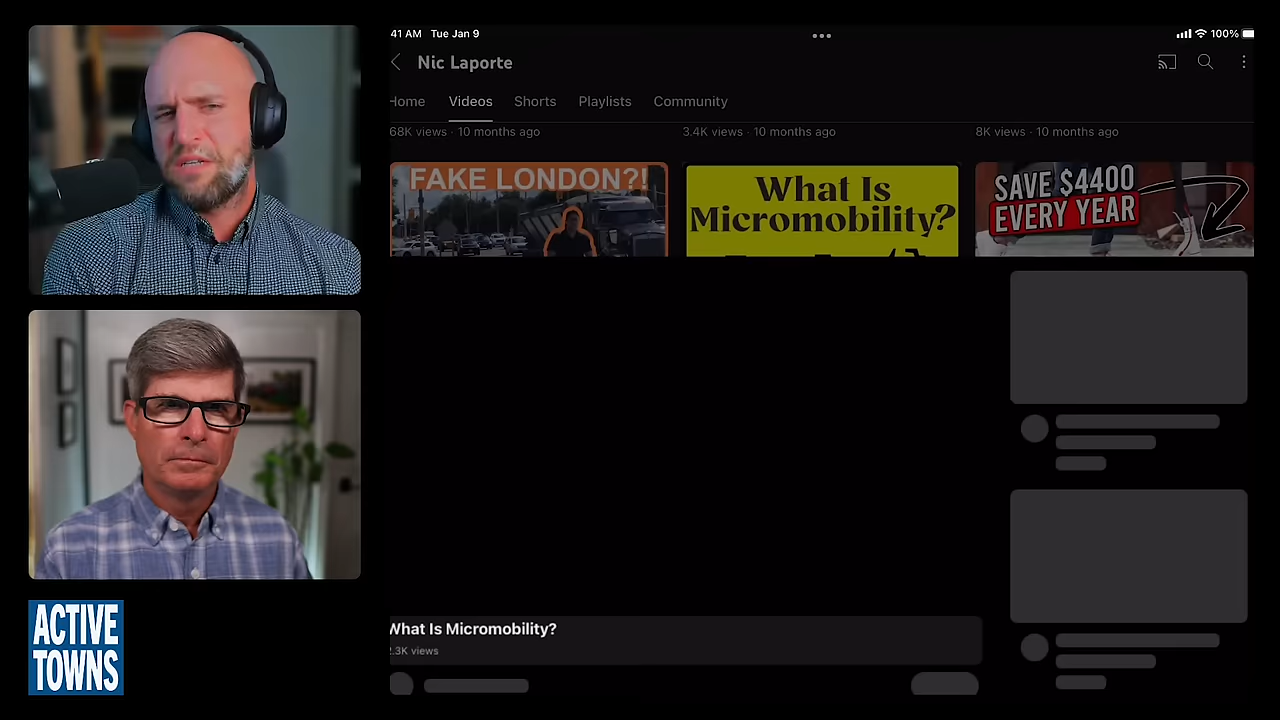 41 AM Tue Jan 9
100%
Nic Laporte
Home Videos Shorts Playlists Community
68K views · 10 months ago
3.4K views · 10 months ago
8K views · 10 months ago
FAKE LONDON?!
What Is
Micromobility?
SAVE $4400
EVERY YEAR
What Is Micromobility?
2.3K views
ACTIVE
TOWNS